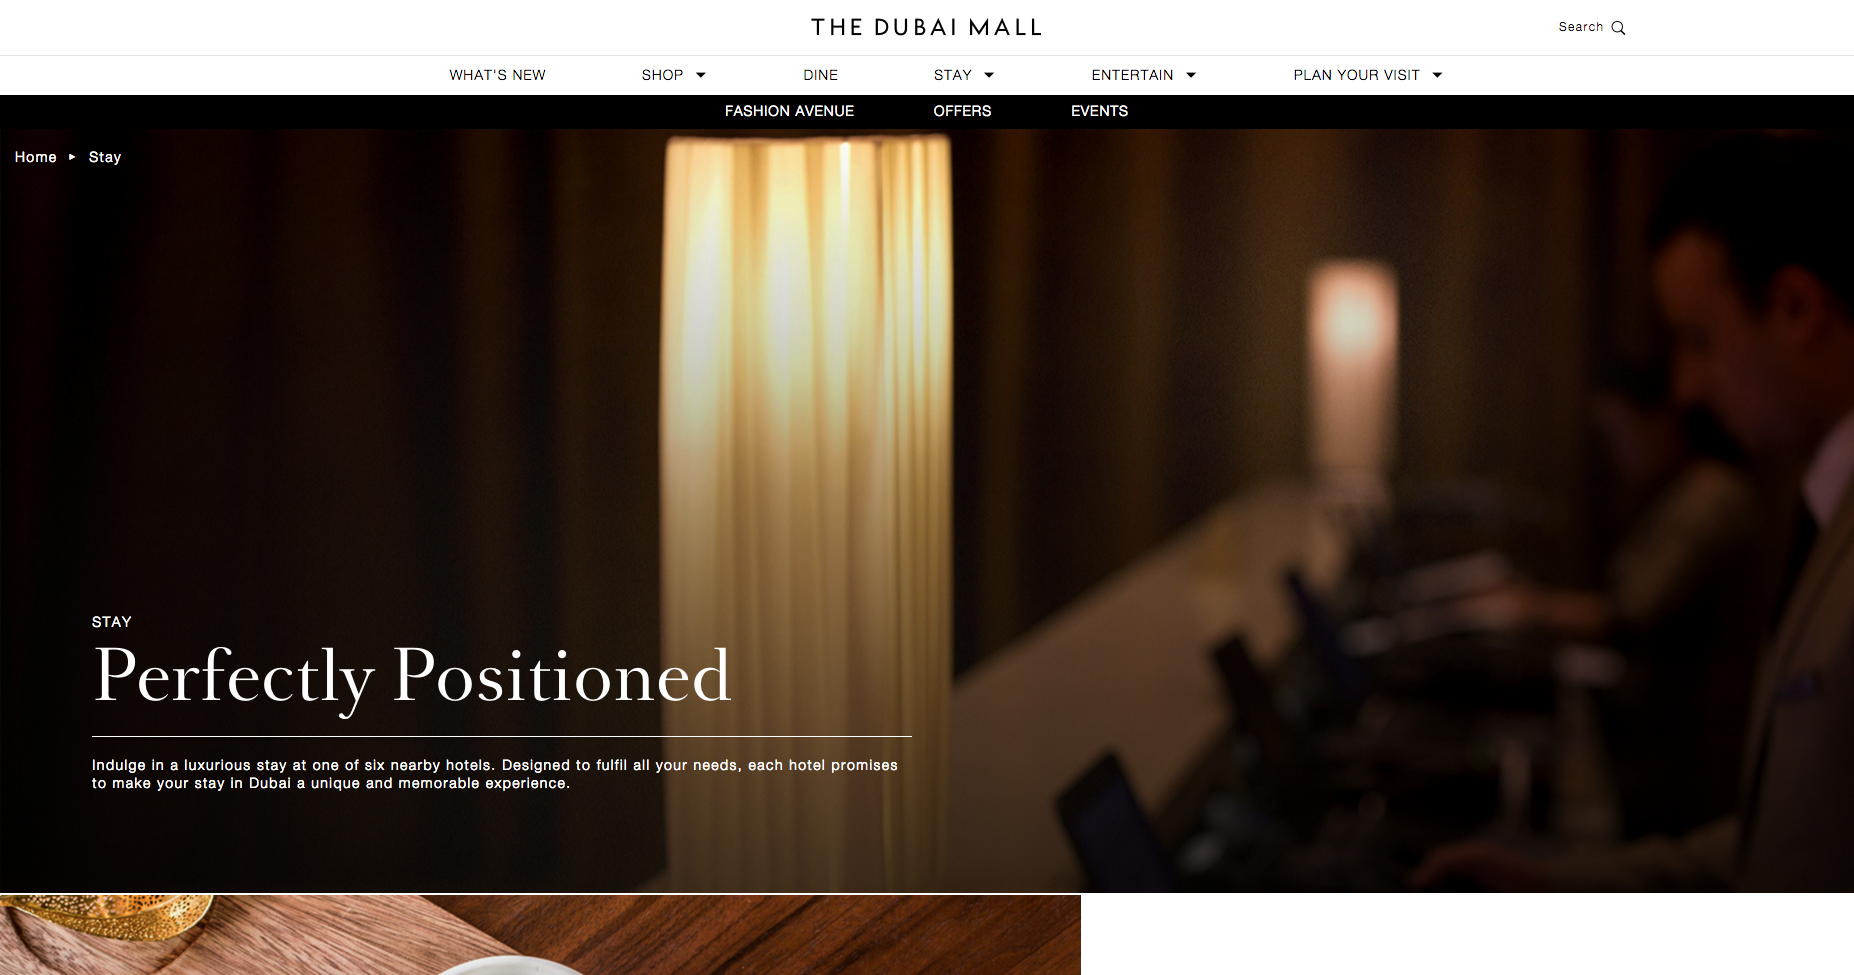 THE DUBAI MALL
Search
WHAT'S NEW
SHOP
DINE
STAY
ENTERTAIN
PLAN YOUR VISIT
FASHION AVENUE
OFFERS
EVENTS
Home
Stay
STAY
Perfectly Positioned
Indulge in a luxurious stay at one of six nearby hotels. Designed to fulfil all your needs, each hotel promises
to make your stay in Dubai a unique and memorable experience.